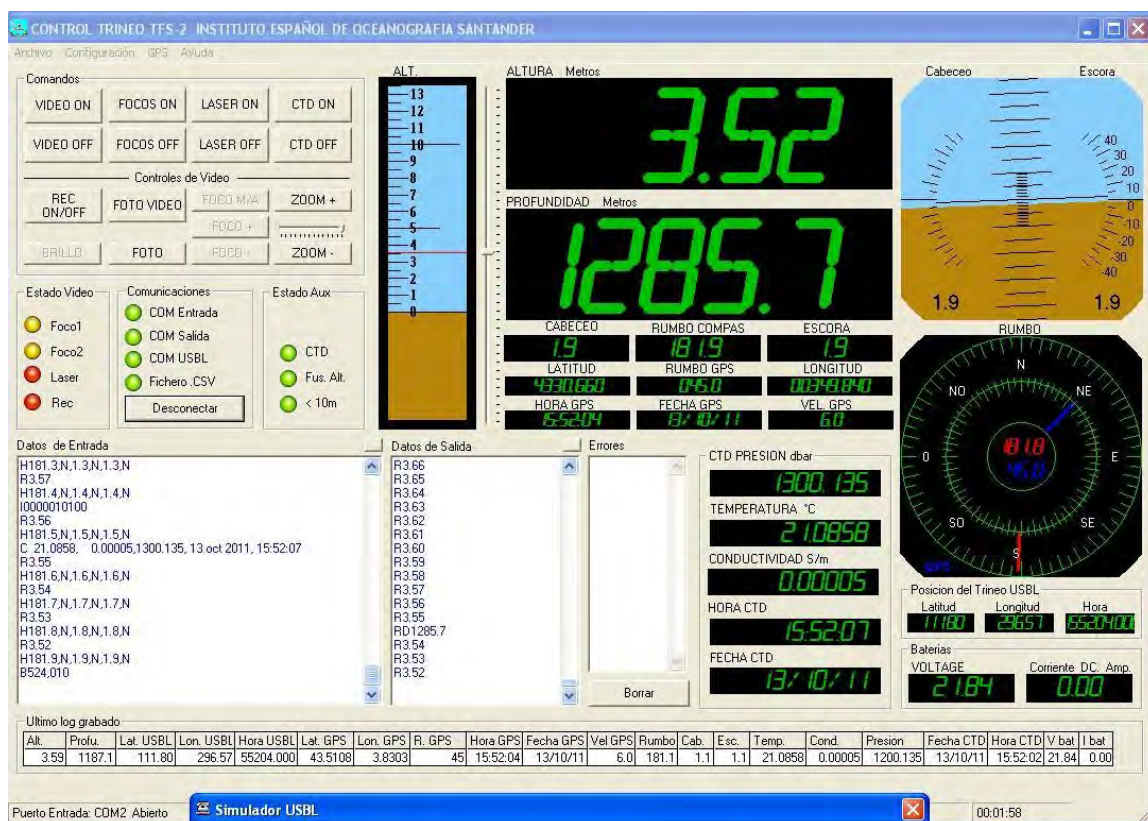 CONTROL TRINEO TFS-2 INSTITUTO ESPAÑOL DE OCEANOGRAFIA SANTANDER
Archivo Configuración GPS Ayuda
Comandos
VIDEO ON FOCOS ON LASER ON CTD ON
VIDEO OFF FOCOS OFF LASER OFF CTD OFF
Controles de Video
REC ON/OFF FOTO VIDEO FOCO M/A ZOOM +
FOCO +
BRILLO FOTO FOCO - ZOOM -
Estado Video
Foco1
Foco2
Laser
Rec
Comunicaciones
COM Entrada
COM Salida
COM USBL
Fichero .CSV
Desconectar
Estado Aux
CTD
Fus. Alt.
< 10m
ALT.
13
12
11
10
9
8
7
6
5
4
3
2
1
0
ALTURA Metros
3.52
PROFUNDIDAD Metros
1285.7
CABECEO RUMBO COMPAS ESCORA
1.9 181.9 1.9
LATITUD RUMBO GPS LONGITUD
4330.660 045.0 00349.840
HORA GPS FECHA GPS VEL. GPS
15:52:04 13/10/11 6.0
Cabeceo Escora
40
30
20
10
0
-10
-20
-30
-40
1.9 1.9
RUMBO
N
NO NE
O E
SO SE
S
181.8
45.0
Datos de Entrada
H181.3,N,1.3,N,1.3,N
R3.57
H181.4,N,1.4,N,1.4,N
I0000010100
R3.56
H181.5,N,1.5,N,1.5,N
C 21.0858, 0.00005,1300.135, 13 oct 2011, 15:52:07
R3.55
H181.6,N,1.6,N,1.6,N
R3.54
H181.7,N,1.7,N,1.7,N
R3.53
H181.8,N,1.8,N,1.8,N
R3.52
H181.9,N,1.9,N,1.9,N
B524,010
Datos de Salida
R3.66
R3.65
R3.64
R3.63
R3.62
R3.61
R3.60
R3.59
R3.58
R3.57
R3.56
R3.55
RD1285.7
R3.54
R3.53
R3.52
Errores
Borrar
CTD PRESION dbar
1300.135
TEMPERATURA °C
21.0858
CONDUCTIVIDAD S/m
0.00005
HORA CTD
15:52:07
FECHA CTD
13/10/11
Posicion del Trineo USBL
Latitud Longitud Hora
11180 29657 155204.00
Baterias
VOLTAGE Corriente DC. Amp.
21.84 0.00
Ultimo log grabado
Alt. Profu. Lat. USBL Lon. USBL Hora USBL Lat. GPS Lon. GPS R. GPS Hora GPS Fecha GPS Vel GPS Rumbo Cab. Esc. Temp. Cond. Presion Fecha CTD Hora CTD V bat I bat
3.59 1187.1 111.80 296.57 55204.000 43.5108 3.8303 45 15:52:04 13/10/11 6.0 181.1 1.1 1.1 21.0858 0.00005 1200.135 13/10/11 15:52:02 21.84 0.00
Puerto Entrada: COM2 Abierto
Simulador USBL
00:01:58